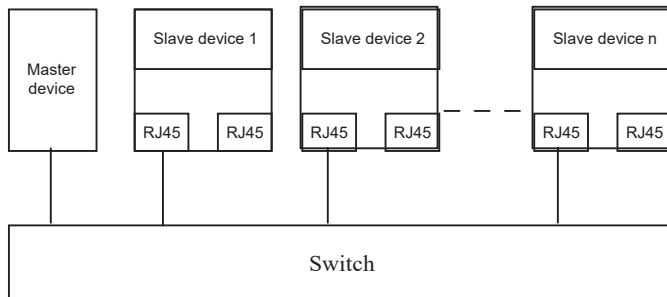 Slave device 1
Slave device 2
Slave device n
Master
device
RJ45
RJ45
RJ45
RJ45
RJ45
RJ45
Switch